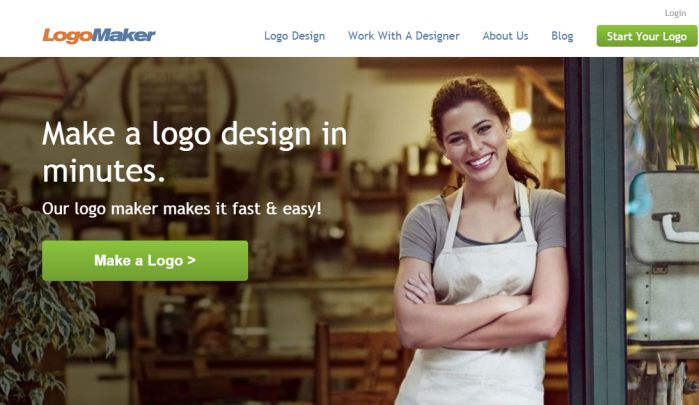 Login
LogoMaker
Logo Design
Work With A Designer
About Us
Blog
Start Your Logo
Make a logo design in
minutes.
Our logo maker makes it fast & easy!
Make a Logo >